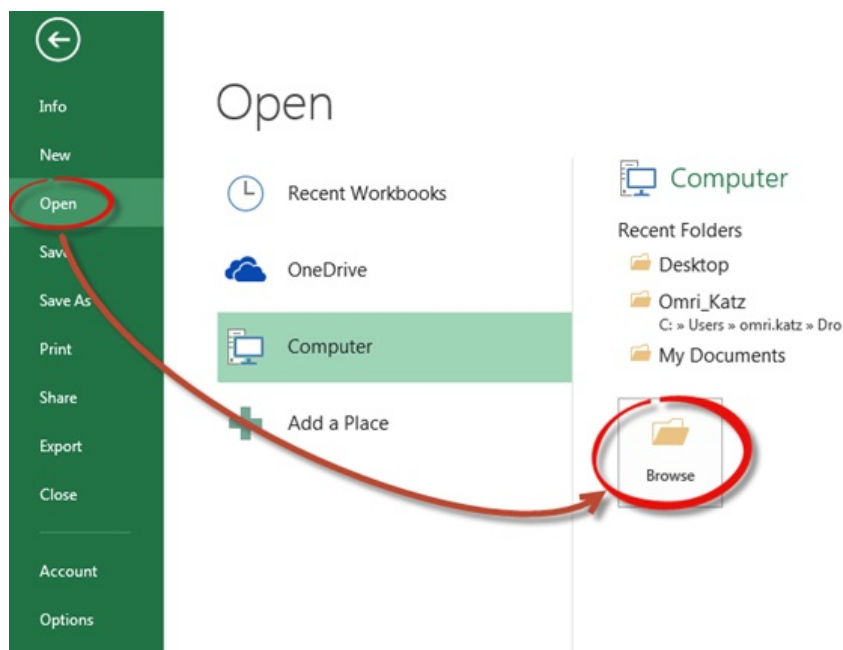 Info
New
Open
Save
Save As
Print
Share
Export
Close
Account
Options
Open
Recent Workbooks
OneDrive
Computer
Add a Place
Computer
Recent Folders
Desktop
Omri_Katz
C: » Users » omri.katz » Dro
My Documents
Browse